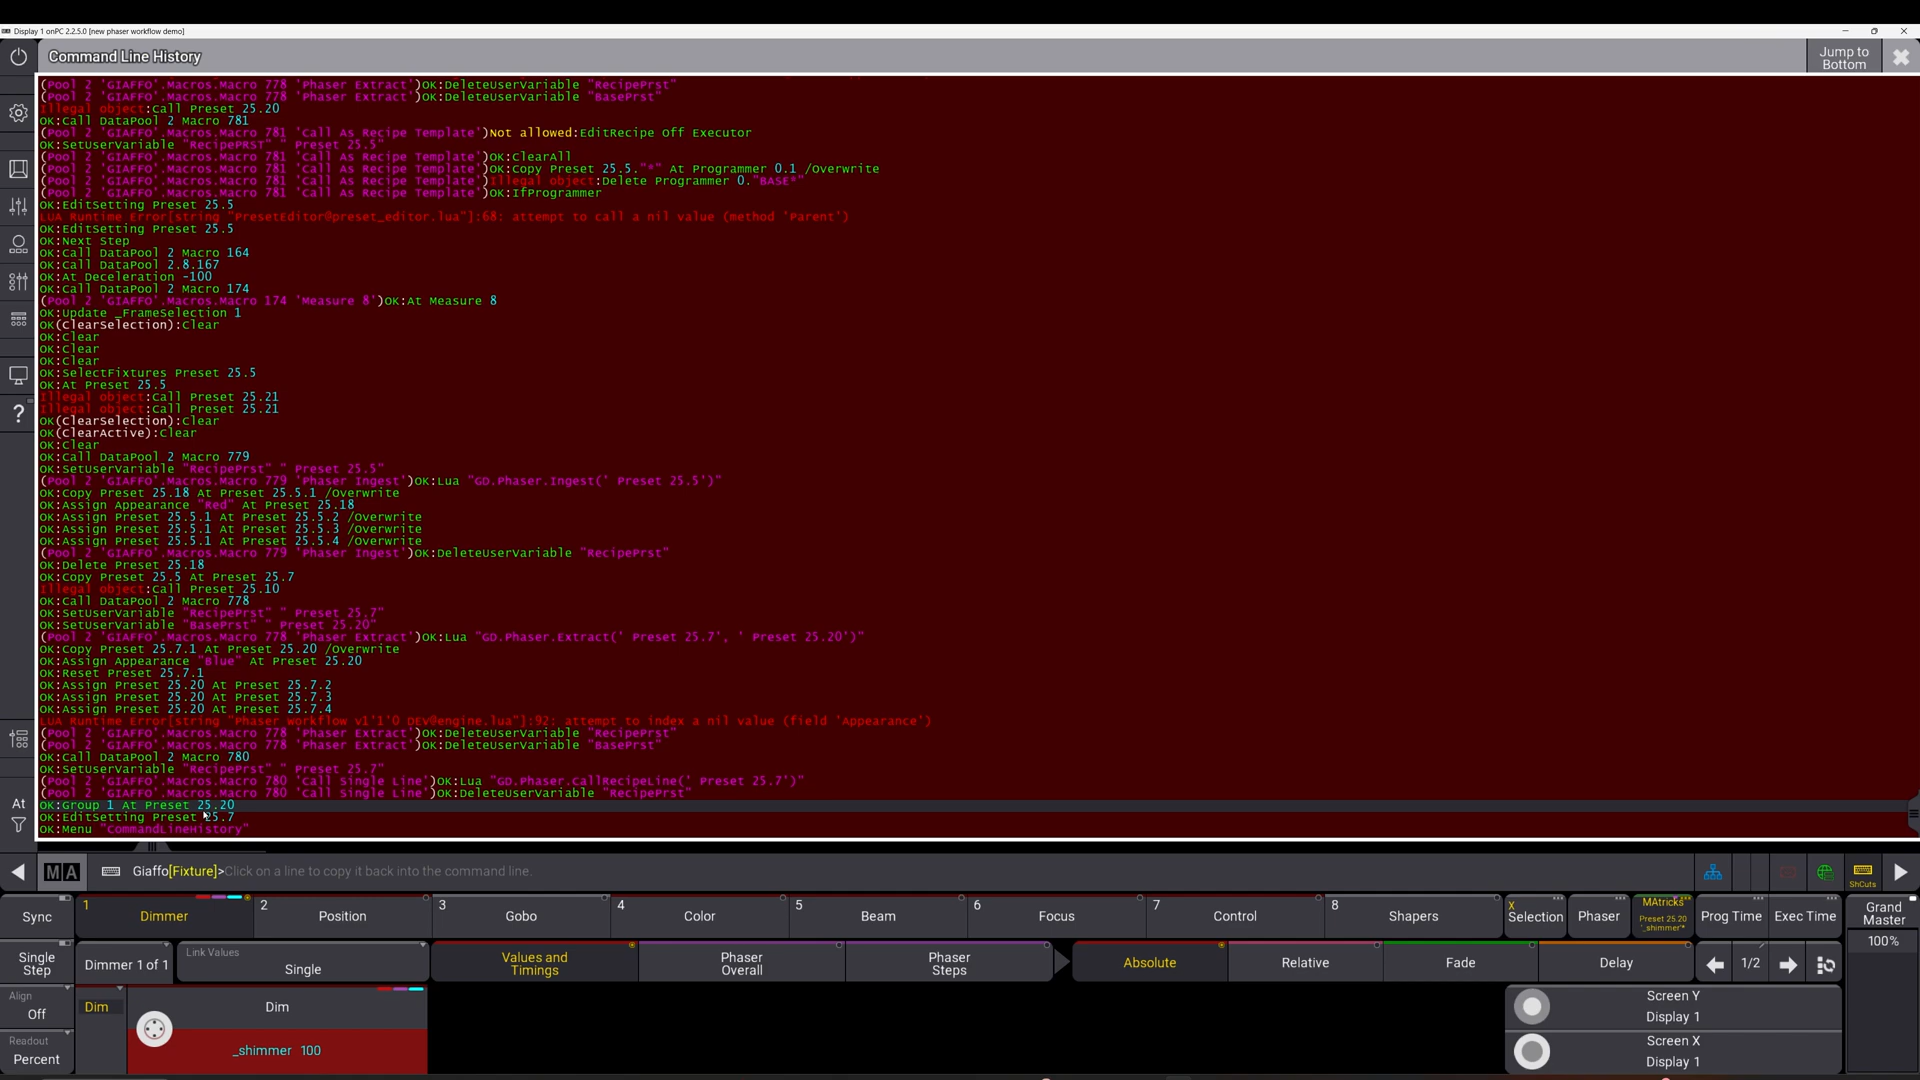 Display 1 onPC 2.2.5.0 [new phaser workflow demo]
Command Line History
Jump to Bottom
(Pool 2 'GIAFFO'.Macros.Macro 778 'Phaser Extract')OK:DeleteUserVariable "RecipePrst"
(Pool 2 'GIAFFO'.Macros.Macro 778 'Phaser Extract')OK:DeleteUserVariable "BasePrst"
Illegal object:Call Preset 25.20
OK:Call DataPool 2 Macro 781
(Pool 2 'GIAFFO'.Macros.Macro 781 'Call As Recipe Template')Not allowed:EditRecipe Off Executor
OK:SetUserVariable "RecipePRST" " Preset 25.5"
(Pool 2 'GIAFFO'.Macros.Macro 781 'Call As Recipe Template')OK:ClearAll
(Pool 2 'GIAFFO'.Macros.Macro 781 'Call As Recipe Template')OK:Copy Preset 25.5."*" At Programmer 0.1 /Overwrite
(Pool 2 'GIAFFO'.Macros.Macro 781 'Call As Recipe Template')Illegal object:Delete Programmer 0."BASE*"
(Pool 2 'GIAFFO'.Macros.Macro 781 'Call As Recipe Template')OK:IfProgrammer
OK:EditSetting Preset 25.5
LUA Runtime Error[string "PresetEditor@preset_editor.lua"]:68: attempt to call a nil value (method 'Parent')
OK:EditSetting Preset 25.5
OK:Next Step
OK:Call DataPool 2 Macro 164
OK:Call DataPool 2.8.167
OK:At Deceleration -100
OK:Call DataPool 2 Macro 174
(Pool 2 'GIAFFO'.Macros.Macro 174 'Measure 8')OK:At Measure 8
OK:Update _FrameSelection 1
OK(ClearSelection):Clear
OK:Clear
OK:Clear
OK:Clear
OK:SelectFixtures Preset 25.5
OK:At Preset 25.5
Illegal object:Call Preset 25.21
Illegal object:Call Preset 25.21
OK(ClearSelection):Clear
OK(ClearActive):Clear
OK:Clear
OK:Call DataPool 2 Macro 779
OK:SetUserVariable "RecipePrst" " Preset 25.5"
(Pool 2 'GIAFFO'.Macros.Macro 779 'Phaser Ingest')OK:Lua "GD.Phaser.Ingest(' Preset 25.5')"
OK:Copy Preset 25.18 At Preset 25.5.1 /Overwrite
OK:Assign Appearance "Red" At Preset 25.18
OK:Assign Preset 25.5.1 At Preset 25.5.2 /Overwrite
OK:Assign Preset 25.5.1 At Preset 25.5.3 /Overwrite
OK:Assign Preset 25.5.1 At Preset 25.5.4 /Overwrite
(Pool 2 'GIAFFO'.Macros.Macro 779 'Phaser Ingest')OK:DeleteUserVariable "RecipePrst"
OK:Delete Preset 25.18
OK:Copy Preset 25.5 At Preset 25.7
Illegal object:Call Preset 25.10
OK:Call DataPool 2 Macro 778
OK:SetUserVariable "RecipePrst" " Preset 25.7"
OK:SetUserVariable "BasePrst" " Preset 25.20"
(Pool 2 'GIAFFO'.Macros.Macro 778 'Phaser Extract')OK:Lua "GD.Phaser.Extract(' Preset 25.7', ' Preset 25.20')"
OK:Copy Preset 25.7.1 At Preset 25.20 /Overwrite
OK:Assign Appearance "Blue" At Preset 25.20
OK:Reset Preset 25.7.1
OK:Assign Preset 25.20 At Preset 25.7.2
OK:Assign Preset 25.20 At Preset 25.7.3
OK:Assign Preset 25.20 At Preset 25.7.4
LUA Runtime Error[string "Phaser Workflow v1'1'0 DEV@engine.lua"]:92: attempt to index a nil value (field 'Appearance')
(Pool 2 'GIAFFO'.Macros.Macro 778 'Phaser Extract')OK:DeleteUserVariable "RecipePrst"
(Pool 2 'GIAFFO'.Macros.Macro 778 'Phaser Extract')OK:DeleteUserVariable "BasePrst"
OK:Call DataPool 2 Macro 780
OK:SetUserVariable "RecipePrst" " Preset 25.7"
(Pool 2 'GIAFFO'.Macros.Macro 780 'Call Single Line')OK:Lua "GD.Phaser.callRecipeLine(' Preset 25.7')"
(Pool 2 'GIAFFO'.Macros.Macro 780 'Call Single Line')OK:DeleteUserVariable "RecipePrst"
OK:Group 1 At Preset 25.20
OK:EditSetting Preset 25.7
OK:Menu "CommandLineHistory"
At
MA
Giaffo[Fixture]>Click on a line to copy it back into the command line.
ShCuts
Sync
1 Dimmer
2 Position
3 Gobo
4 Color
5 Beam
6 Focus
7 Control
8 Shapers
X Selection
Phaser
MAtricks
Preset 25.20
'_shimmer'*
Prog Time
Exec Time
Grand Master
100%
Single Step
Dimmer 1 of 1
Link Values
Single
Values and Timings
Phaser Overall
Phaser Steps
Absolute
Relative
Fade
Delay
1/2
Align
Off
Dim
Dim
_shimmer 100
Readout
Percent
Screen Y
Display 1
Screen X
Display 1